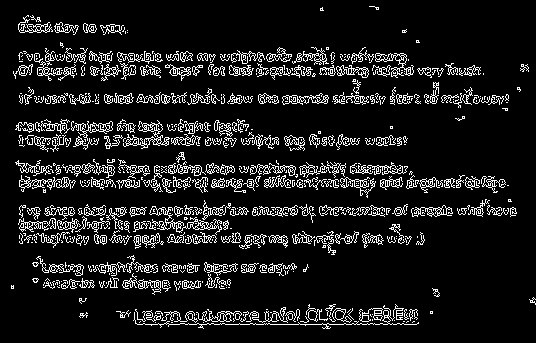 Good day to you,
I've always had trouble with my weight ever since I was young.
Of course I tried all the "best" fat loss products, nothing helped very much.
It wasn't till I tried Anatrim that I saw the pounds seriously start to melt away!
Nothing helped me lose weight faster,
I literally saw 15 pounds melt away within the first few weeks!
There's nothing more exciting than watching pounds disappear,
Especially when you've tried all sorts of different methods and products before.
I've since read up on Anatrim and am amazed at the number of people who have
benefited from its amazing results.
I'm halfway to my goal, Anatrim will get me the rest of the way ;)
* Losing weight has never been so easy!
* Anatrim will change your life!
Learn out more info! CLICK HERE!!!